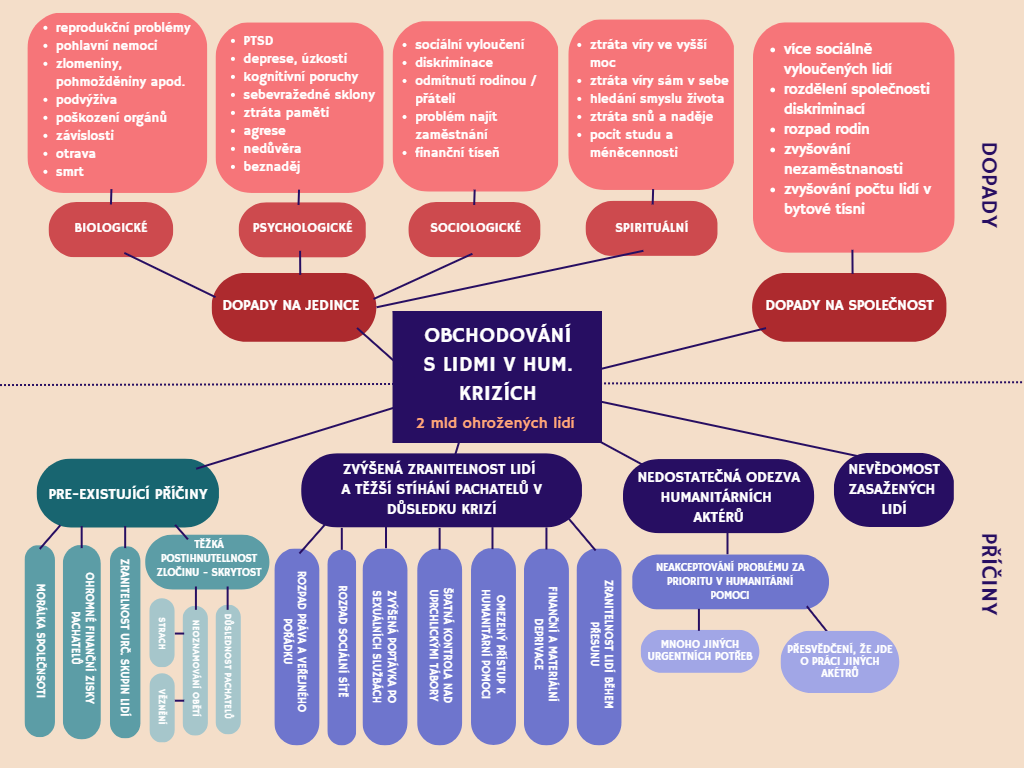 • reprodukční problémy
• pohlavní nemoci
• zlomeniny,
pohmožděniny apod.
• podvýživa
• poškození orgánů
• závislosti
• otrava
• smrt
• PTSD
• deprese, úzkosti
• kognitivní poruchy
• sebevražedné sklony
• ztráta paměti
• agrese
• nedůvěra
• beznaděj
• sociální vyloučení
• diskriminace
• odmítnutí rodinou /
přáteli
• problém najít
zaměstnání
• finanční tíseň
• ztráta víry ve vyšší
moc
• ztráta víry sám v sebe
• hledání smyslu života
• ztráta snů a naděje
• pocit studu a
méněcennosti
• více sociálně
vyloučených lidí
• rozdělení společnosti
diskriminací
• rozpad rodin
• zvyšování
nezaměstnanosti
• zvyšování počtu lidí v
bytové tísni
DOPADY
BIOLOGICKÉ
PSYCHOLOGICKÉ
SOCIOLOGICKÉ
SPIRITUÁLNÍ
DOPADY NA JEDINCE
DOPADY NA SPOLEČNOST
OBCHODOVÁNÍ
S LIDMI V HUM.
KRIZÍCH
2 mld ohrožených lidí
PRE-EXISTUJÍCÍ PŘÍČINY
ZVÝŠENÁ ZRANITELNOST LIDÍ
A TĚŽŠÍ STÍHÁNÍ PACHATELŮ V
DŮSLEDKU KRIZÍ
NEDOSTATEČNÁ ODEZVA
HUMANITÁRNÍCH
AKTÉRŮ
NEVĚDOMOST
ZASAŽENÝCH
LIDÍ
PŘÍČINY
MORÁLKA SPOLEČNSOTI
OHROMNÉ FINANČNÍ ZISKY
PACHATELŮ
ZRANITELNOST URČ. SKUPIN LIDÍ
TĚŽKÁ
POSTIHNUTELLNOST
ZLOČINU - SKRYTOST
STRACH
VĚZNĚNÍ
NEOZNAMOVÁNÍ OBĚTÍ
DŮSLEDNOST PACHATELŮ
ROZPAD PRÁVA A VEŘEJNÉHO
POŘÁDKU
ROZPAD SOCIÁLNÍ SÍTĚ
ZVÝŠENÁ POPTÁVKA PO
SEXUÁLNÍCH SLUŽBÁCH
ŠPATNÁ KONTROLA NAD
UPRCHLICKÝMI TÁBORY
OMEZENÝ PŘÍSTUP K
HUMANITÁRNÍ POMOCI
FINANČNÍ A MATERIÁLNÍ
DEPRIVACE
ZRANITELNOST LIDÍ BĚHEM
PŘESUNU
NEAKCEPTOVÁNÍ PROBLÉMU ZA
PRIORITU V HUMANITÁRNÍ
POMOCI
MNOHO JINÝCH
URGENTNÍCH POTŘEB
PŘESVĚDČENÍ, ŽE JDE
O PRÁCI JINÝCH
AKÉTRŮ